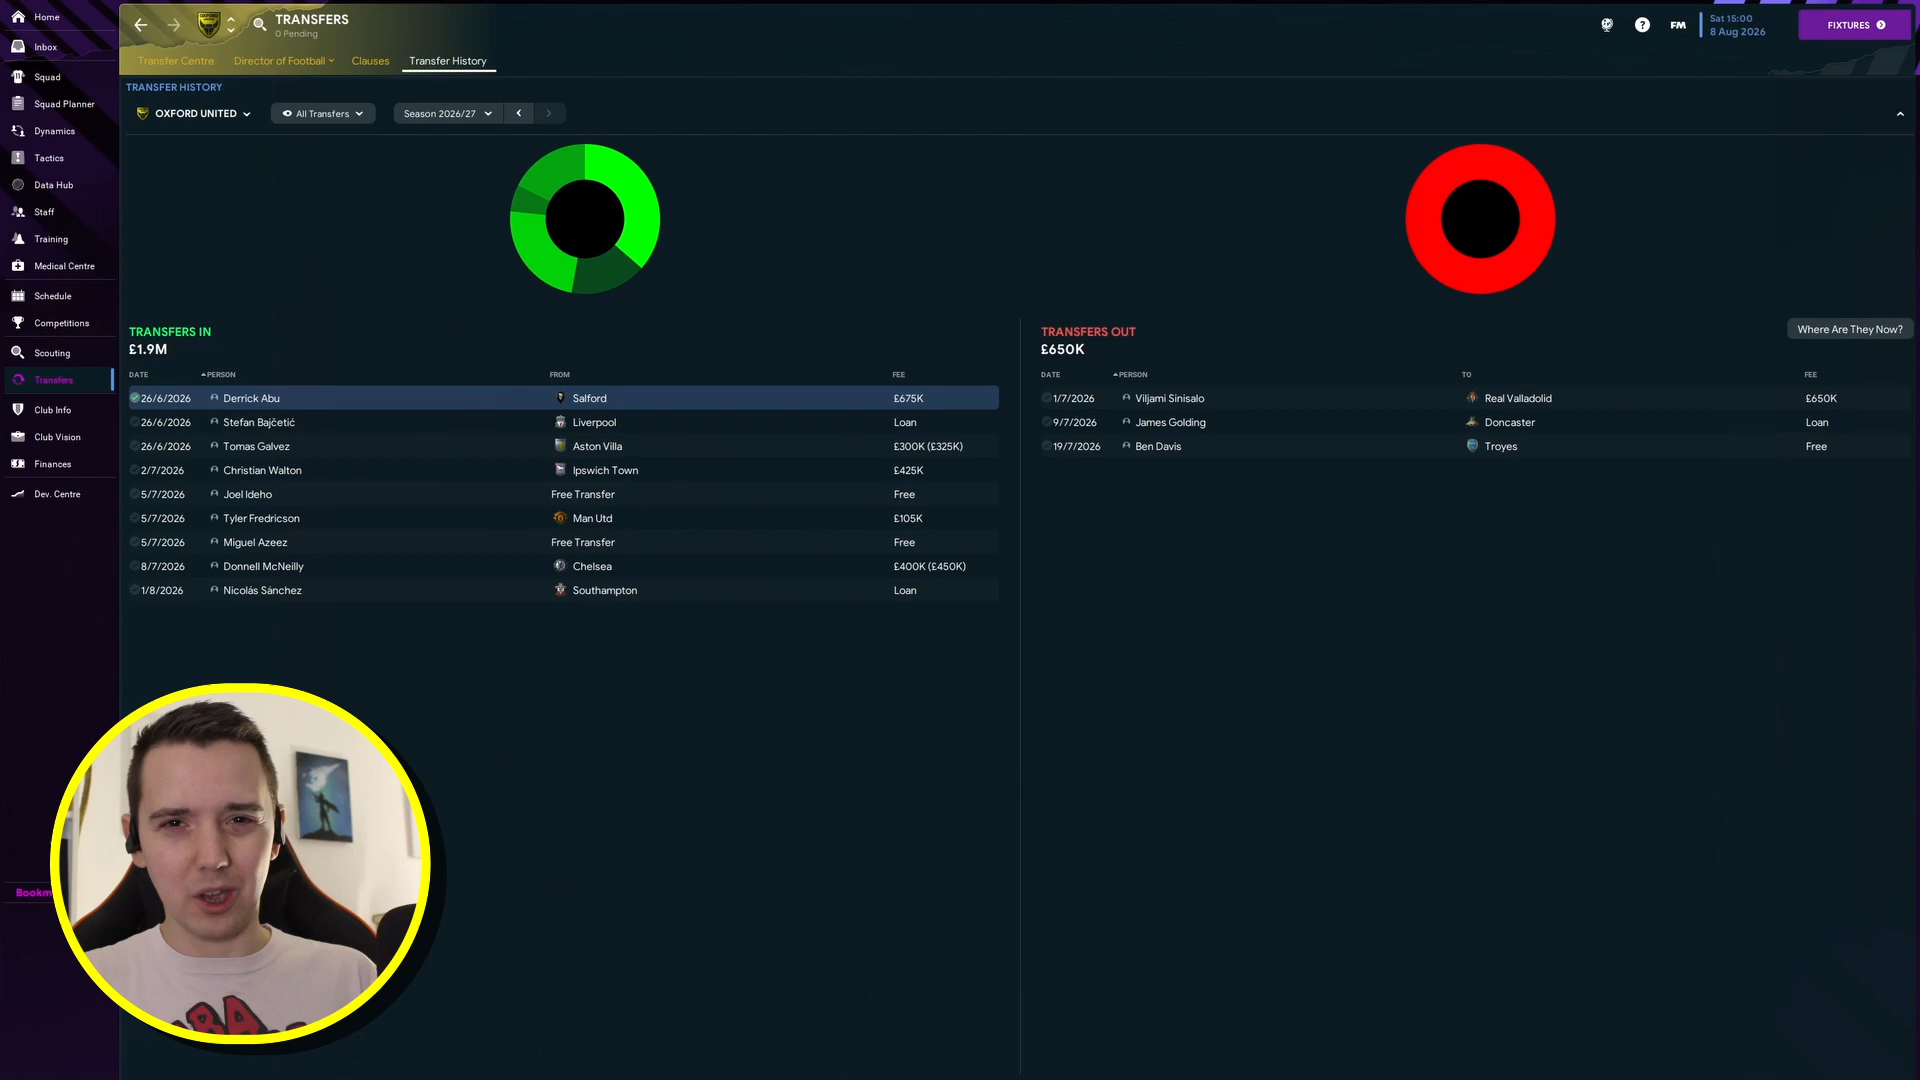 Home
Inbox
Squad
Squad Planner
Dynamics
Tactics
Data Hub
Staff
Training
Medical Centre
Schedule
Competitions
Scouting
Transfers
Club Info
Club Vision
Finances
Dev. Centre
Bookm
TRANSFERS
0 Pending
? FM
Sat 15:00
8 Aug 2026
FIXTURES
Transfer Centre Director of Football Clauses Transfer History
TRANSFER HISTORY
OXFORD UNITED All Transfers Season 2026/27
TRANSFERS IN
£1.9M
DATE PERSON FROM FEE
26/6/2026 Derrick Abu Salford £675K
26/6/2026 Stefan Bajčetić Liverpool Loan
26/6/2026 Tomas Galvez Aston Villa £300K (£325K)
2/7/2026 Christian Walton Ipswich Town £425K
5/7/2026 Joel Ideho Free Transfer Free
5/7/2026 Tyler Fredricson Man Utd £105K
5/7/2026 Miguel Azeez Free Transfer Free
8/7/2026 Donnell McNeilly Chelsea £400K (£450K)
1/8/2026 Nicolás Sánchez Southampton Loan
TRANSFERS OUT
£650K
Where Are They Now?
DATE PERSON TO FEE
1/7/2026 Viljami Sinisalo Real Valladolid £650K
9/7/2026 James Golding Doncaster Loan
19/7/2026 Ben Davis Troyes Free